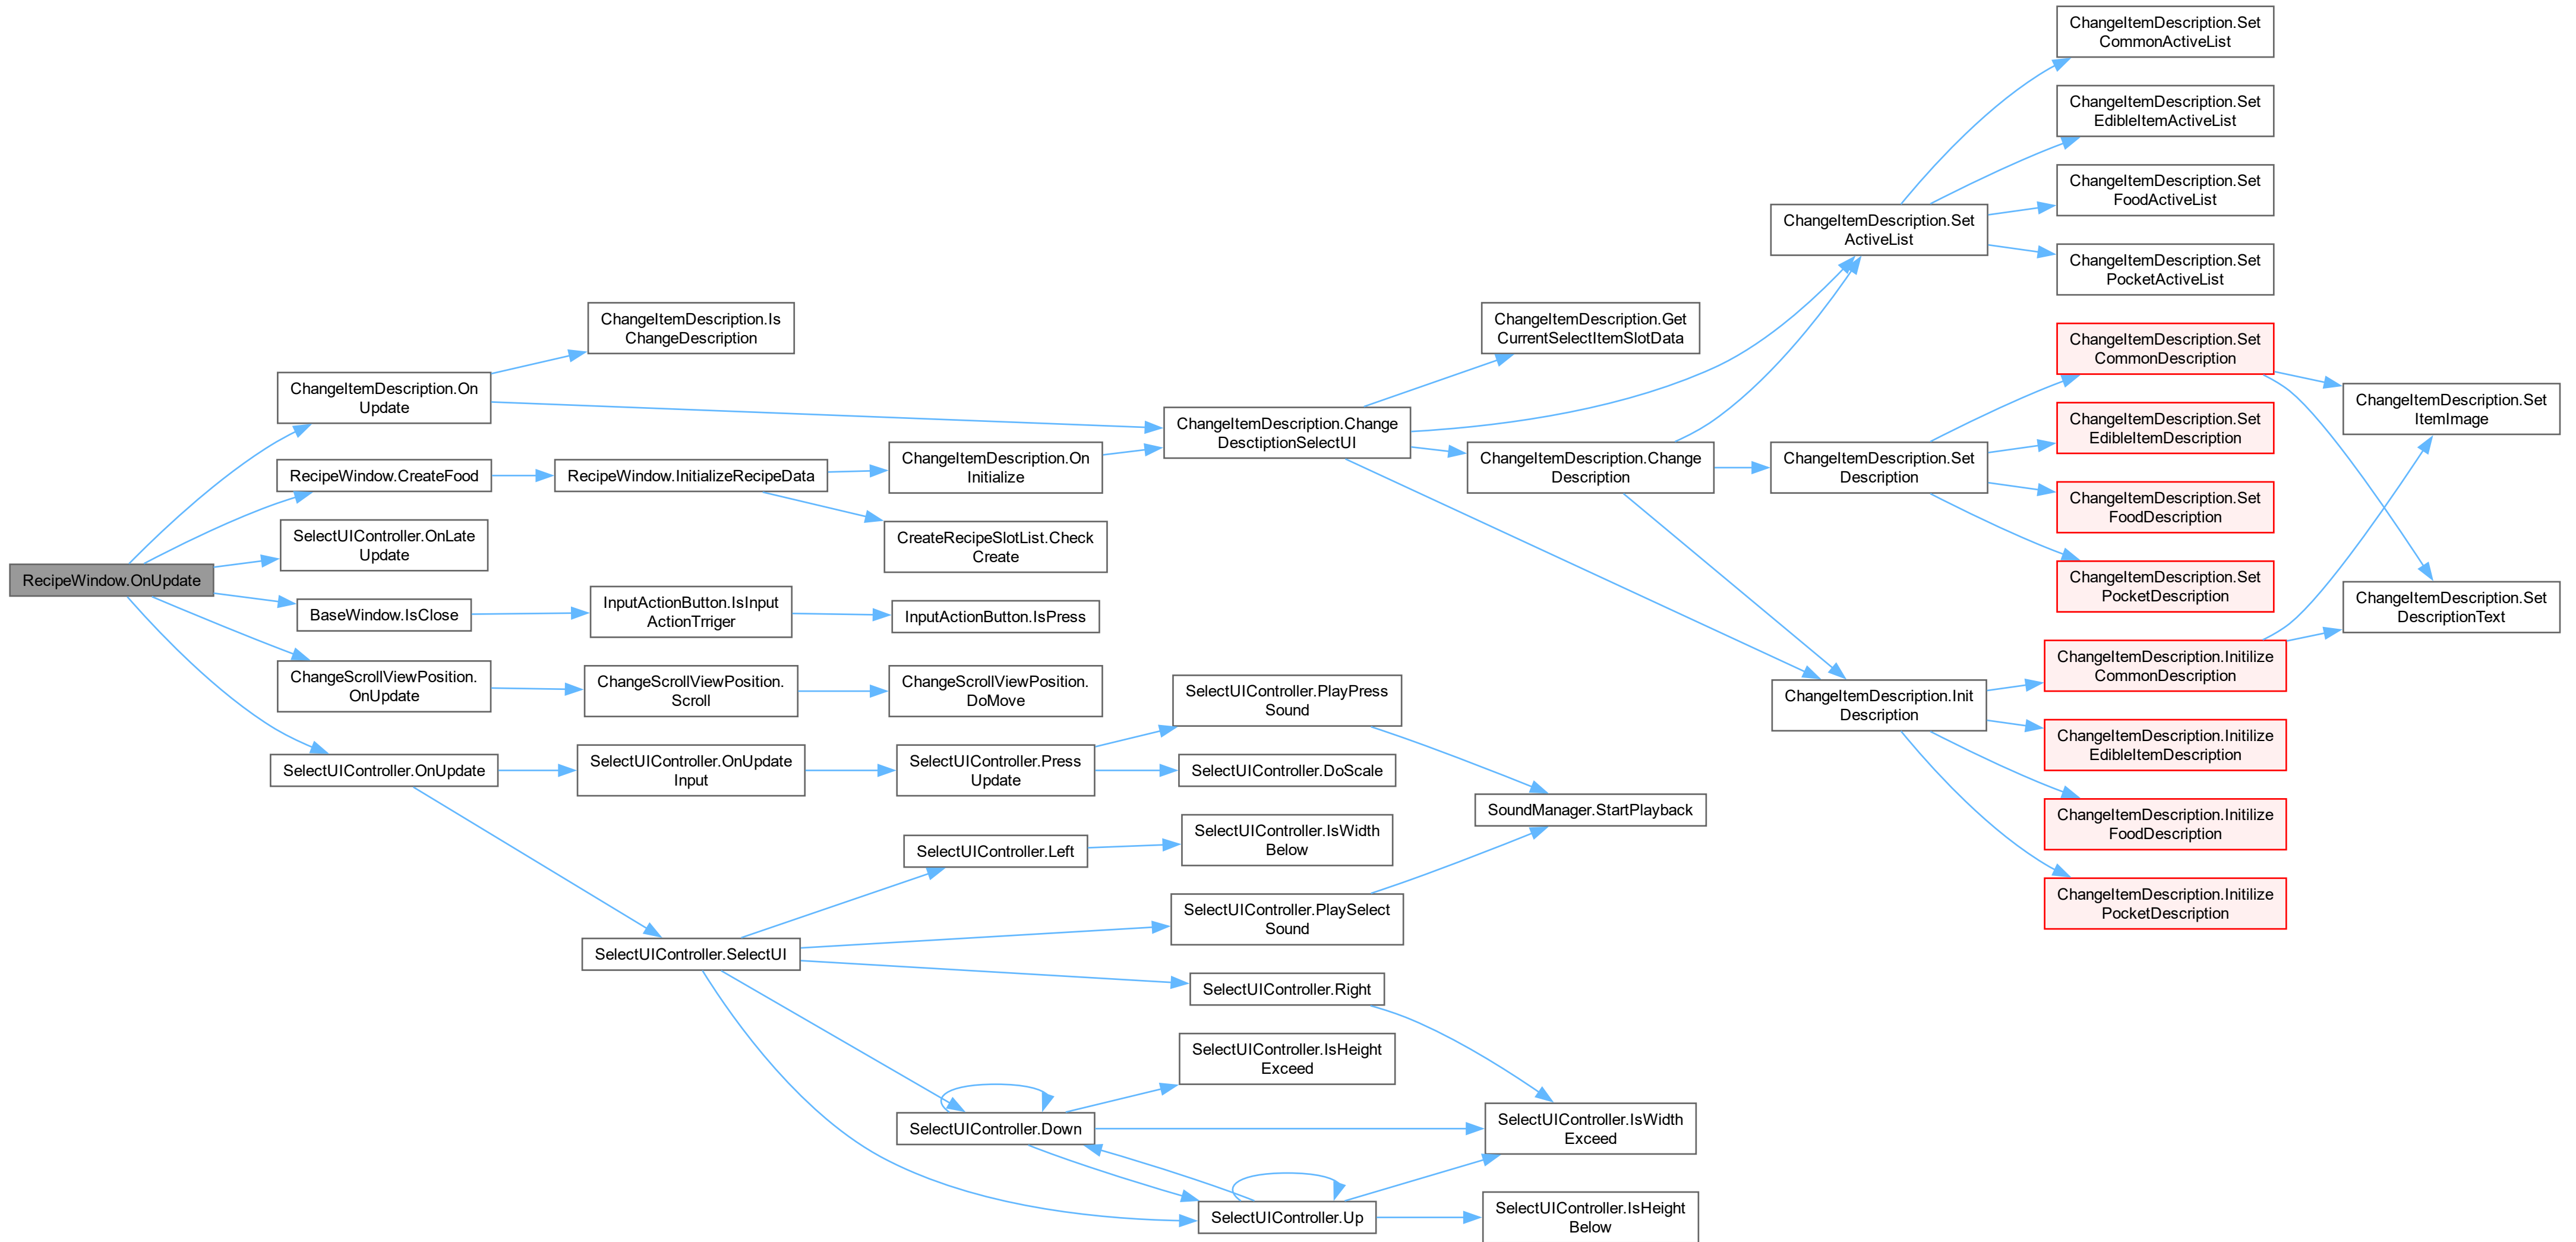 RecipeWindow.OnUpdate
ChangeItemDescription.On
Update
RecipeWindow.CreateFood
SelectUIController.OnLate
Update
BaseWindow.IsClose
ChangeScrollViewPosition.
OnUpdate
SelectUIController.OnUpdate
ChangeItemDescription.Is
ChangeDescription
RecipeWindow.InitializeRecipeData
InputActionButton.IsInput
ActionTrriger
ChangeScrollViewPosition.
Scroll
SelectUIController.OnUpdate
Input
SelectUIController.SelectUI
ChangeItemDescription.On
Initialize
CreateRecipeSlotList.Check
Create
InputActionButton.IsPress
ChangeScrollViewPosition.
DoMove
SelectUIController.Press
Update
SelectUIController.Left
SelectUIController.Down
ChangeItemDescription.Change
DesctiptionSelectUI
SelectUIController.PlayPress
Sound
SelectUIController.DoScale
SelectUIController.IsWidth
Below
SelectUIController.PlaySelect
Sound
SelectUIController.Right
SelectUIController.IsHeight
Exceed
SelectUIController.Up
ChangeItemDescription.Get
CurrentSelectItemSlotData
ChangeItemDescription.Change
Description
SoundManager.StartPlayback
SelectUIController.IsWidth
Exceed
SelectUIController.IsHeight
Below
ChangeItemDescription.Set
ActiveList
ChangeItemDescription.Set
Description
ChangeItemDescription.Init
Description
ChangeItemDescription.Set
CommonActiveList
ChangeItemDescription.Set
EdibleItemActiveList
ChangeItemDescription.Set
FoodActiveList
ChangeItemDescription.Set
PocketActiveList
ChangeItemDescription.Set
CommonDescription
ChangeItemDescription.Set
EdibleItemDescription
ChangeItemDescription.Set
FoodDescription
ChangeItemDescription.Set
PocketDescription
ChangeItemDescription.Initilize
CommonDescription
ChangeItemDescription.Initilize
EdibleItemDescription
ChangeItemDescription.Initilize
FoodDescription
ChangeItemDescription.Initilize
PocketDescription
ChangeItemDescription.Set
ItemImage
ChangeItemDescription.Set
DescriptionText